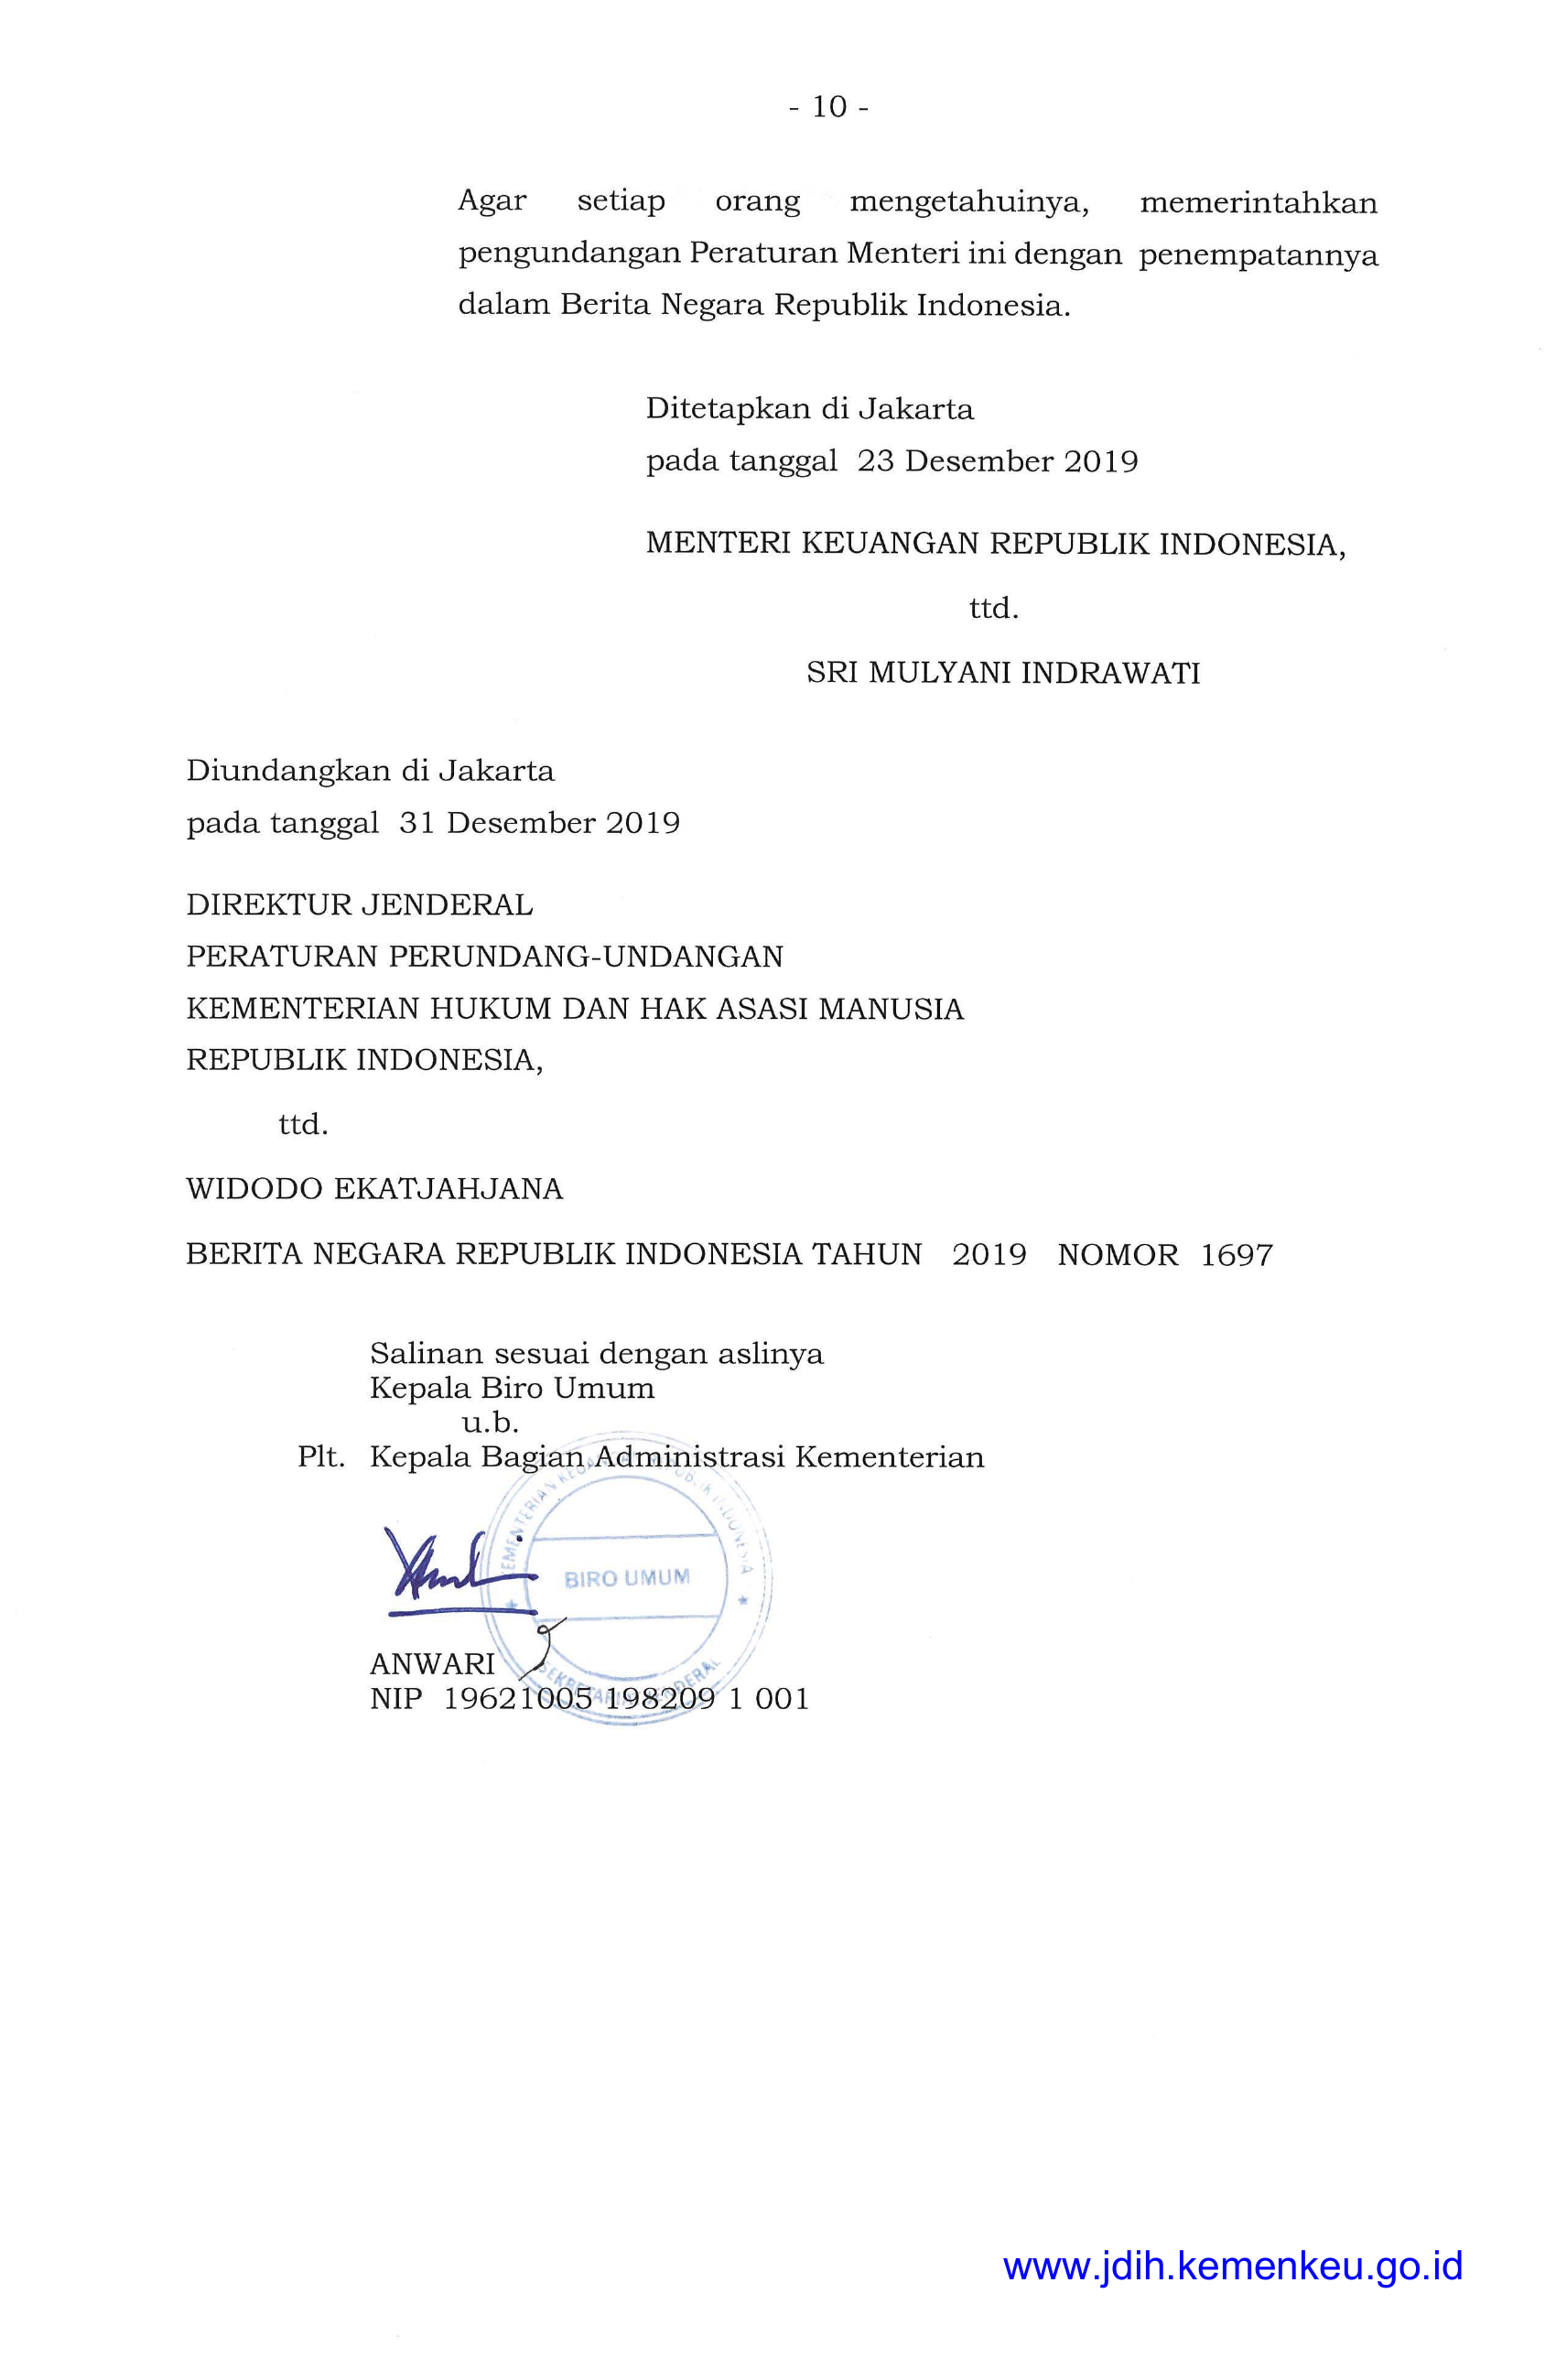 - 10 -
Agar setiap orang mengetahuinya, memerintahkan
pengundangan Peraturan Menteri ini dengan penempatannya
dalam Berita Negara Republik Indonesia.
Ditetapkan di Jakarta
pada tanggal 23 Desember 2019
MENTERI KEUANGAN REPUBLIK INDONESIA,
ttd.
SRI MULYANI INDRAWATI
Diundangkan di Jakarta
pada tanggal 31 Desember 2019
DIREKTUR JENDERAL
PERATURAN PERUNDANG-UNDANGAN
KEMENTERIAN HUKUM DAN HAK ASASI MANUSIA
REPUBLIK INDONESIA,
ttd.
WIDODO EKATJAHJANA
BERITA NEGARA REPUBLIK INDONESIA TAHUN 2019 NOMOR 1697
Salinan sesuai dengan aslinya
Kepala Biro Umum
u.b.
Plt. Kepala Bagian Administrasi Kementerian
KEMENTERIAN KEUANGAN REPUBLIK INDONESIA
BIRO UMUM
SEKRETARIAT JENDERAL
ANWARI
NIP 19621005 198209 1 001
www.jdih.kemenkeu.go.id